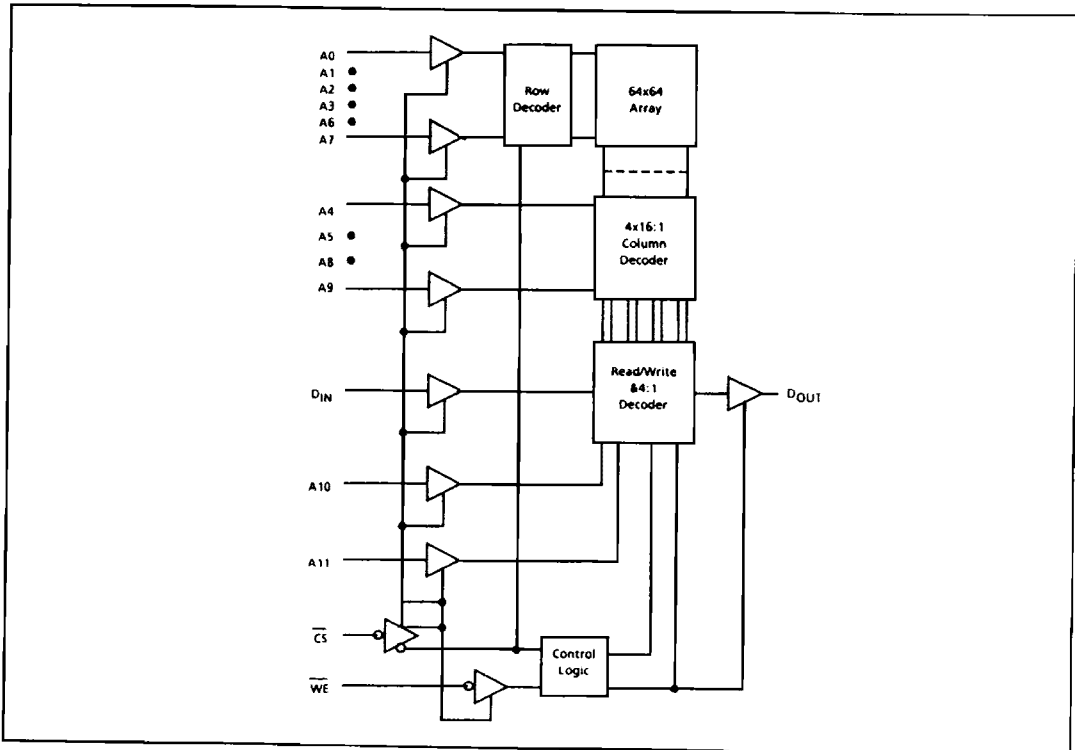 A0
A1
A2
A3
A6
A7
Row
Decoder
64x64
Array
A4
A5
A8
A9
4x16:1
Column
Decoder
DIN
Read/Write
&4:1
Decoder
DOUT
A10
A11
CS
Control
Logic
WE